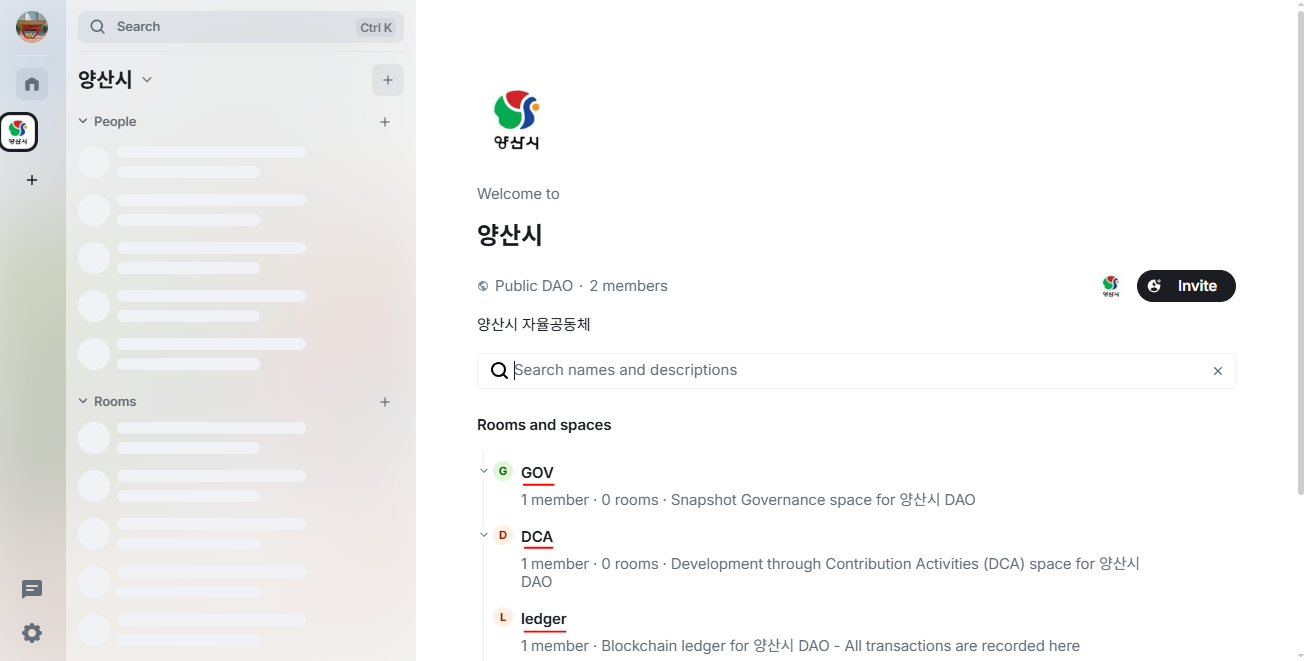 Search
Ctrl K
양산시
People
Rooms
양산시
양산시
Welcome to
양산시
Public DAO · 2 members
양산시
Invite
양산시 자율공동체
Search names and descriptions
Rooms and spaces
G GOV
1 member · 0 rooms · Snapshot Governance space for 양산시 DAO
D DCA
1 member · 0 rooms · Development through Contribution Activities (DCA) space for 양산시
DAO
L ledger
1 member · Blockchain ledger for 양산시 DAO - All transactions are recorded here